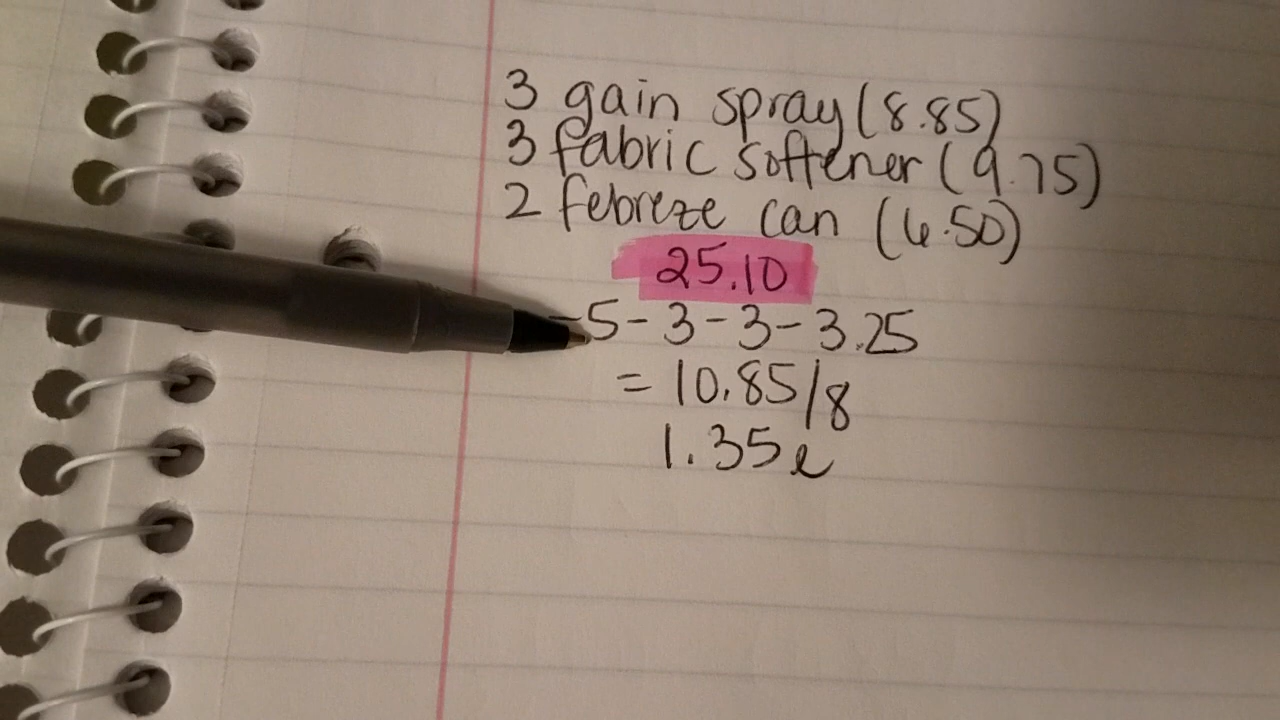 3 gain spray (8.85)
3 fabric softener (9.75)
2 febreze can (6.50)
25.10
-5-3-3-3.25
= 10.85/8
1.35e